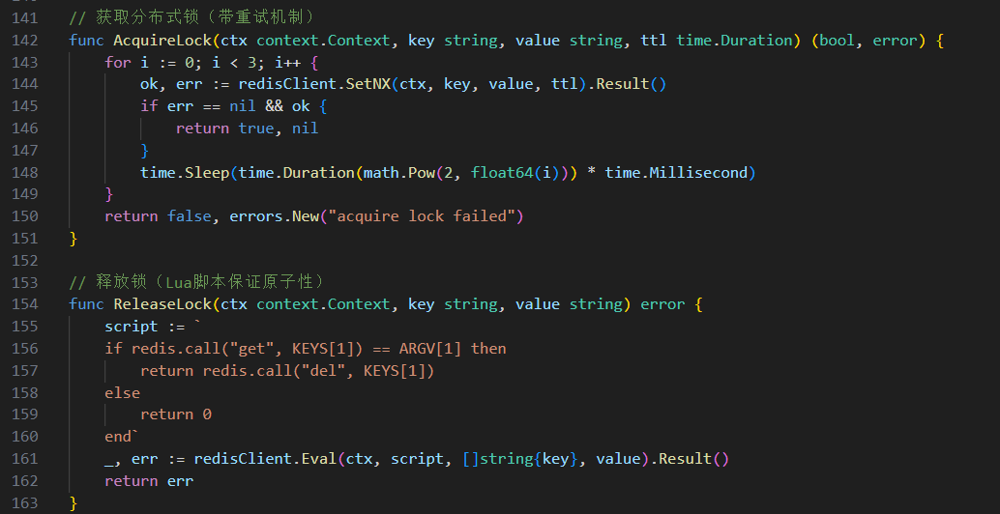 141 // 获取分布式锁（带重试机制）
142 func AcquireLock(ctx context.Context, key string, value string, ttl time.Duration) (bool, error) {
143     for i := 0; i < 3; i++ {
144         ok, err := redisClient.SetNX(ctx, key, value, ttl).Result()
145         if err == nil && ok {
146             return true, nil
147         }
148         time.Sleep(time.Duration(math.Pow(2, float64(i))) * time.Millisecond)
149     }
150     return false, errors.New("acquire lock failed")
151 }
152
153 // 释放锁（Lua脚本保证原子性）
154 func ReleaseLock(ctx context.Context, key string, value string) error {
155     script := `
156     if redis.call("get", KEYS[1]) == ARGV[1] then
157         return redis.call("del", KEYS[1])
158     else
159         return 0
160     end`
161     _, err := redisClient.Eval(ctx, script, []string{key}, value).Result()
162     return err
163 }